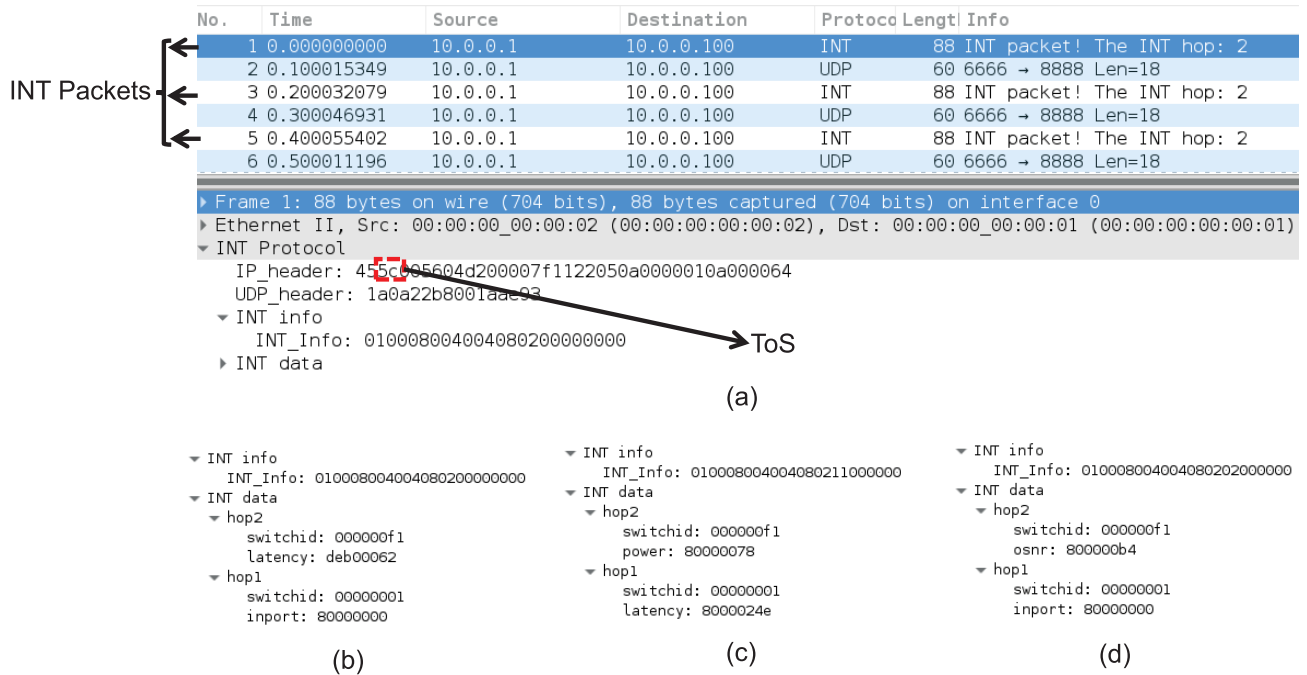 No. Time Source Destination Protoco Lengtl Info
1 0.000000000 10.0.0.1 10.0.0.100 INT 88 INT packet! The INT hop: 2
2 0.100015349 10.0.0.1 10.0.0.100 UDP 60 6666 → 8888 Len=18
INT Packets
3 0.200032079 10.0.0.1 10.0.0.100 INT 88 INT packet! The INT hop: 2
4 0.300046931 10.0.0.1 10.0.0.100 UDP 60 6666 → 8888 Len=18
5 0.400055402 10.0.0.1 10.0.0.100 INT 88 INT packet! The INT hop: 2
6 0.500011196 10.0.0.1 10.0.0.100 UDP 60 6666 → 8888 Len=18
Frame 1: 88 bytes on wire (704 bits), 88 bytes captured (704 bits) on interface 0
Ethernet II, Src: 00:00:00_00:00:02 (00:00:00:00:00:02), Dst: 00:00:00_00:00:01 (00:00:00:00:00:01)
INT Protocol
IP_header: 455c005604d200007f1122050a0000010a000064
UDP_header: 1a0a22b8001aae93
INT info
INT_Info: 010008004004080200000000
ToS
INT data
(a)
INT info
INT_Info: 010008004004080200000000
INT data
hop2
switchid: 000000f1
latency: deb00062
hop1
switchid: 00000001
inport: 80000000
(b)
INT info
INT_Info: 010008004004080211000000
INT data
hop2
switchid: 000000f1
power: 80000078
hop1
switchid: 00000001
latency: 8000024e
(c)
INT info
INT_Info: 010008004004080202000000
INT data
hop2
switchid: 000000f1
osnr: 800000b4
hop1
switchid: 00000001
inport: 80000000
(d)